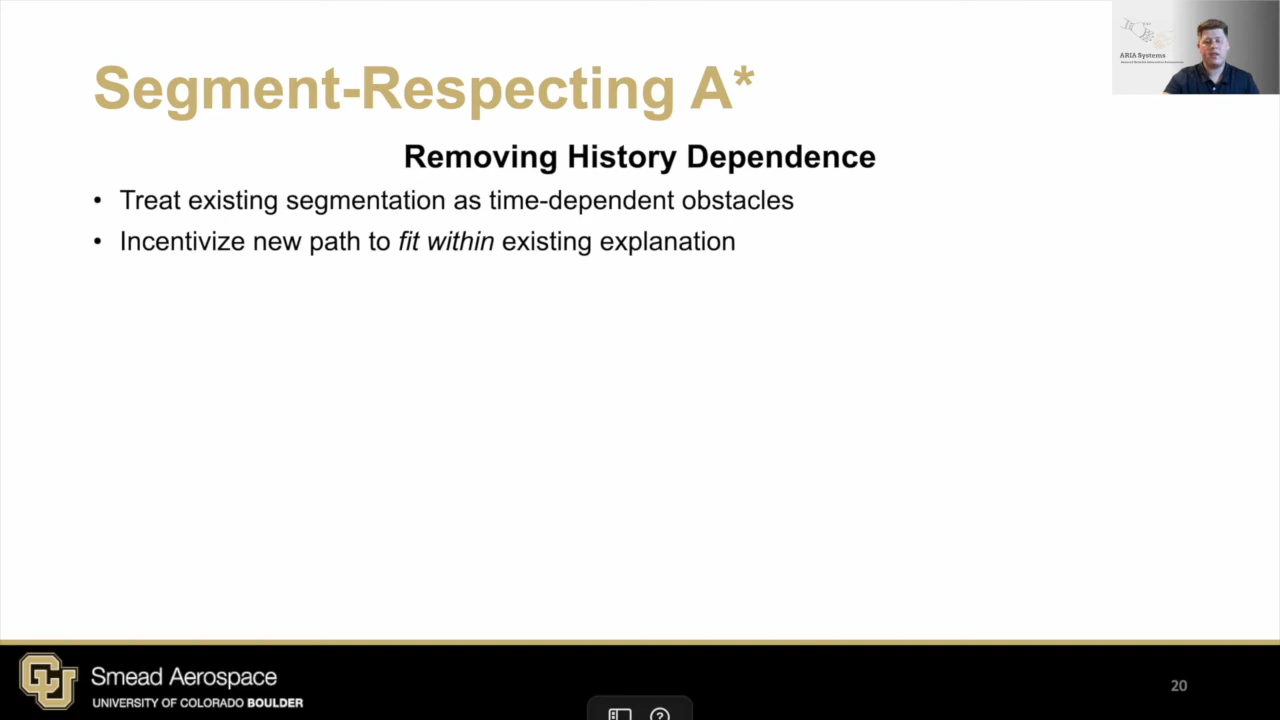 Segment-Respecting A*
Removing History Dependence
• Treat existing segmentation as time-dependent obstacles
• Incentivize new path to fit within existing explanation
ARIA Systems
CU
Smead Aerospace
UNIVERSITY OF COLORADO BOULDER
20